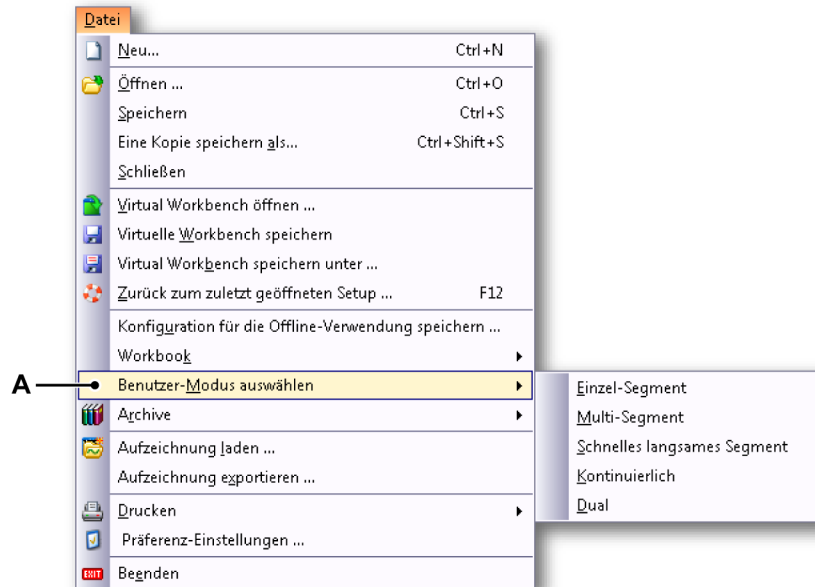 Datei
Neu... Ctrl+N
Öffnen ... Ctrl+O
Speichern Ctrl+S
Eine Kopie speichern als... Ctrl+Shift+S
Schließen
Virtual Workbench öffnen ...
Virtuelle Workbench speichern
Virtual Workbench speichern unter ...
Zurück zum zuletzt geöffneten Setup ... F12
Konfiguration für die Offline-Verwendung speichern ...
Workbook
A Benutzer-Modus auswählen
Einzel-Segment
Multi-Segment
Schnelles langsames Segment
Kontinuierlich
Dual
Archive
Aufzeichnung laden ...
Aufzeichnung exportieren ...
Drucken
Präferenz-Einstellungen ...
EXIT Beenden